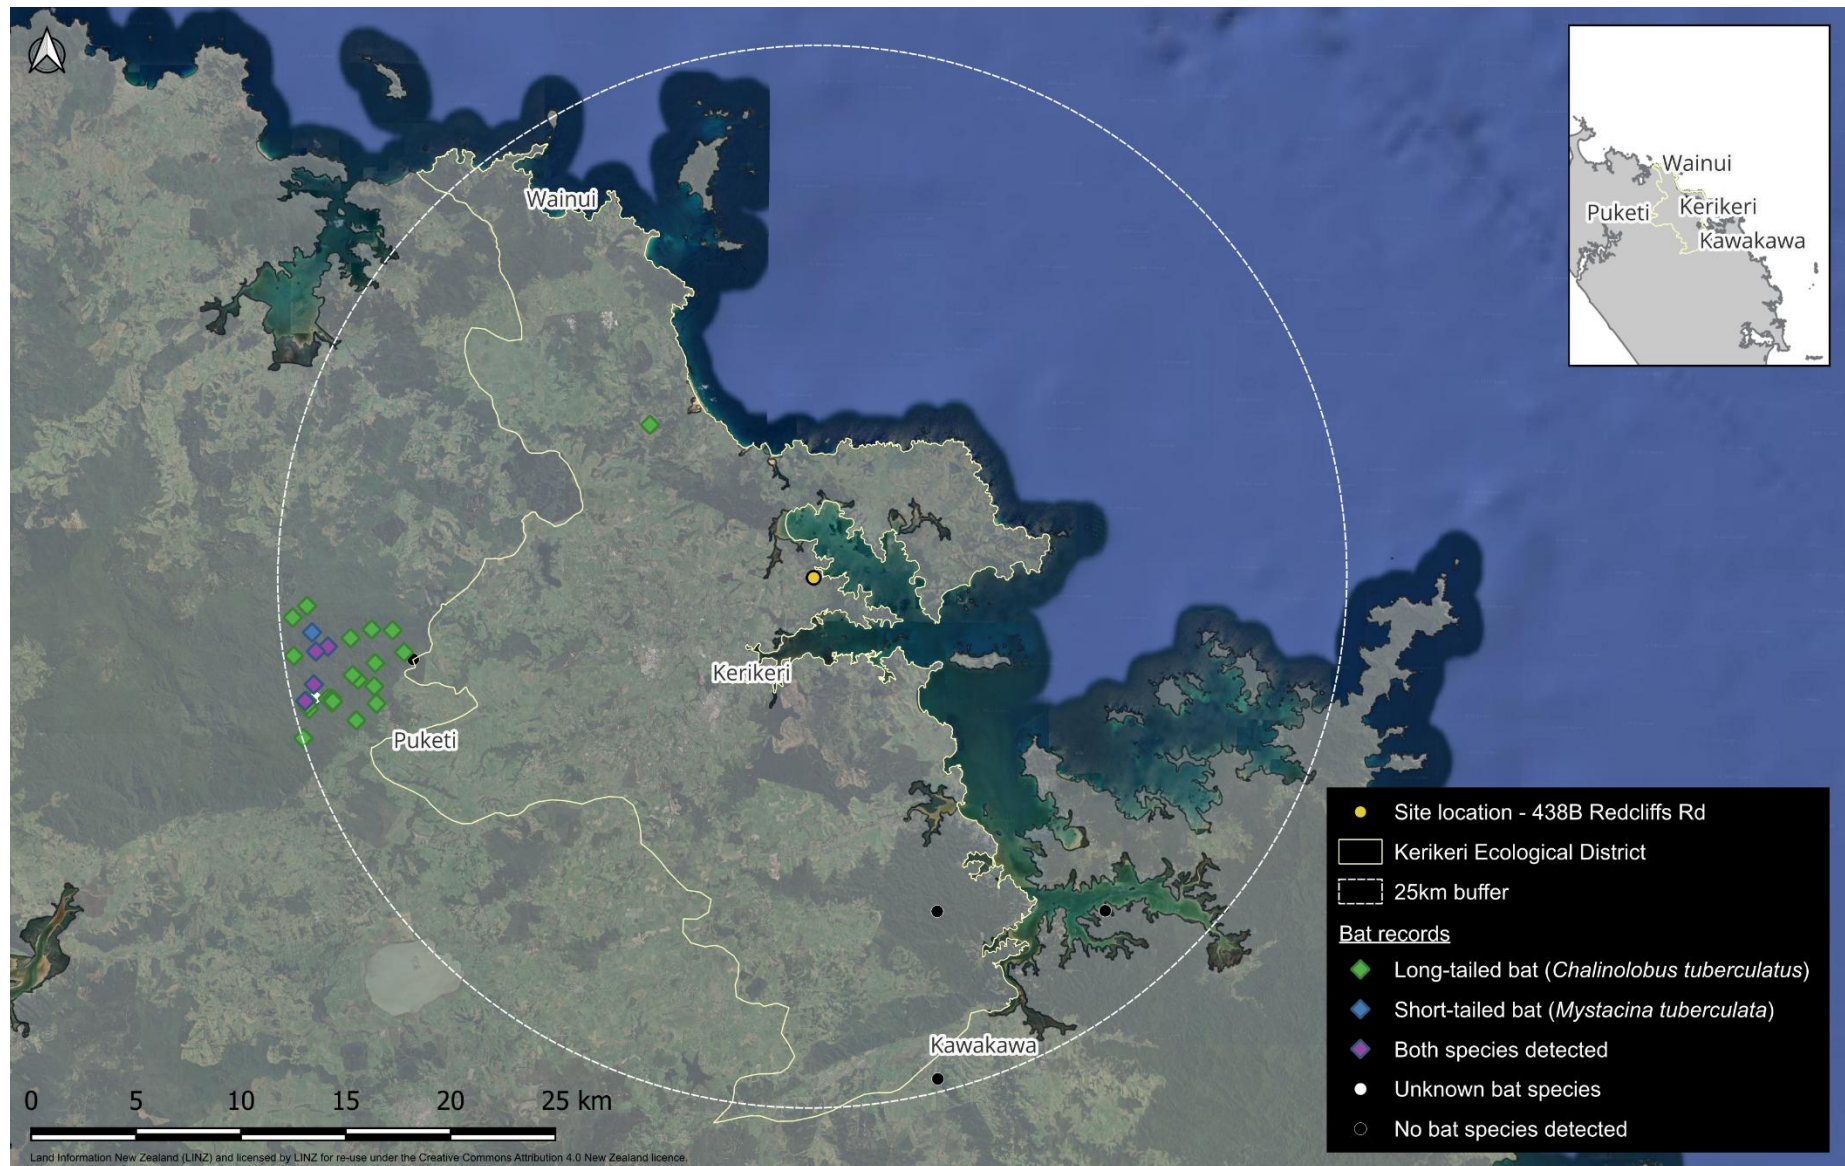 Wainui
Kerikeri
Puketi
Kawakawa
Wainui
Puketi
Kerikeri
Kawakawa
Site location - 438B Redcliffs Rd
Kerikeri Ecological District
25km buffer
Bat records
Long-tailed bat (Chalinolobus tuberculatus)
Short-tailed bat (Mystacina tuberculata)
Both species detected
Unknown bat species
No bat species detected
0 5 10 15 20 25 km
Land Information New Zealand (LINZ) and licensed by LINZ for re-use under the Creative Commons Attribution 4.0 New Zealand licence.